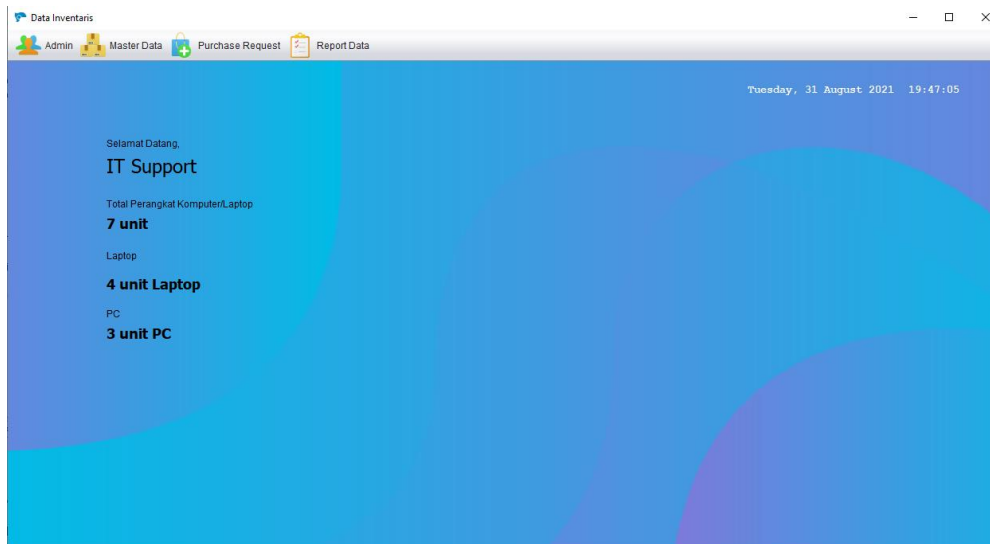 Data Inventaris
Admin Master Data Purchase Request Report Data
Tuesday, 31 August 2021 19:47:05
Selamat Datang,
IT Support
Total Perangkat Komputer/Laptop
7 unit
Laptop
4 unit Laptop
PC
3 unit PC